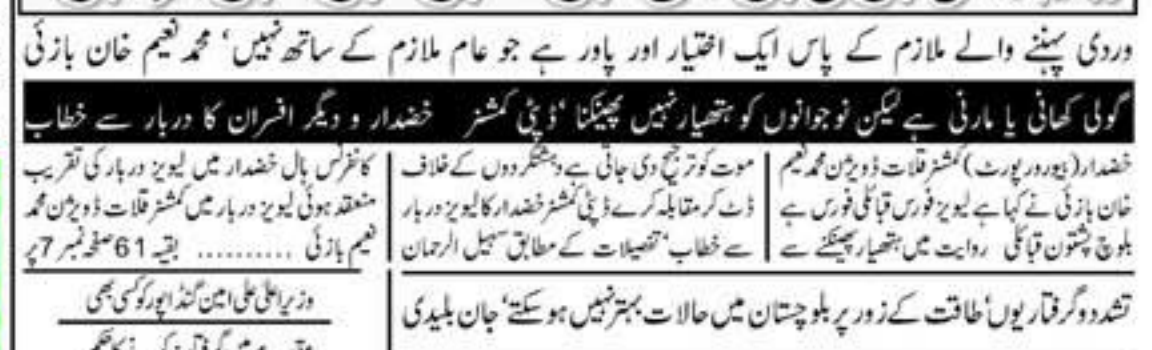 وردی پہننے والے ملازم کے پاس ایک اختیار اور پاور ہے جو عام ملازم کے ساتھ نہیں‘ محمد نعیم خان بازئی
گولی کھانی یا مارنی ہے لیکن نوجوانوں کو ہتھیار نہیں پھینکنا ‘ڈپٹی کمشنر خضدار و دیگر افسران کا دربار سے خطاب
خضدار(بیورورپورٹ)کمشنر قلات ڈویژن محمد نعیم
خان بازئی نے کہا ہے لیویز فورس قبائلی فورس ہے
بلوچ پشتون قبائلی روایت میں ہتھیار پھینکنے سے
موت کو ترجیح دی جاتی ہے دہشتگردوں کے خلاف
ڈٹ کر مقابلہ کرے ڈپٹی کمشنر خضدار کا لیویز دربار
سے خطاب‘ تفصیلات کے مطابق سہیل الرحمان
کانفرنس ہال خضدار میں لیویز دربار کی تقریب
منعقد ہوئی لیویز دربار میں کمشنر قلات ڈویژن محمد
نعیم بازئی .......... بقیہ 61 صفحہ نمبر 7 پر
تشدد و گرفتاریوں‘ طاقت کے زور پر بلوچستان میں حالات بہتر نہیں ہو سکتے‘ جان بلیدی
وزیراعلیٰ علی امین گنڈاپور کو کسی بھی